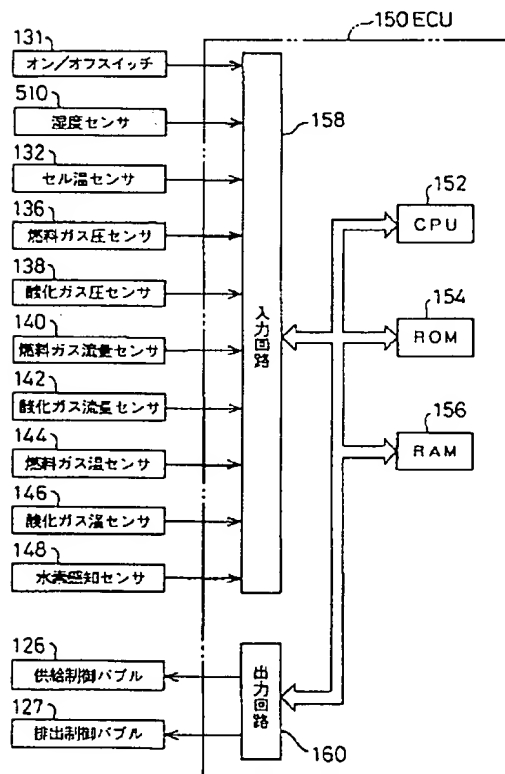 150 ECU
131
オン/オフスイッチ
510
湿度センサ
132
セル温センサ
136
燃料ガス圧センサ
138
酸化ガス圧センサ
140
燃料ガス流量センサ
142
酸化ガス流量センサ
144
燃料ガス温センサ
146
酸化ガス温センサ
148
水素感知センサ
158
入力回路
152
CPU
154
ROM
156
RAM
126
供給制御バブル
127
排出制御バブル
出力回路
160